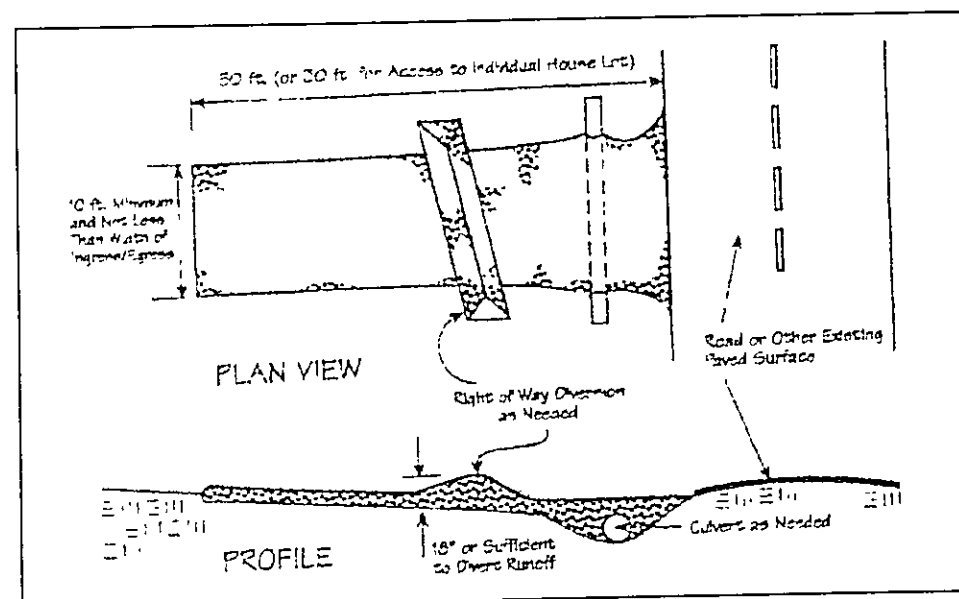 50 ft. (or 30 ft. for Access to Individual House Lot)
10 ft. Minimum
and Not Less
Than Width of
Ingress/Egress
Road or Other Existing
Paved Surface
PLAN VIEW
Right of Way Diversion
as Needed
Culvert as Needed
18" or Sufficient
to Divert Runoff
PROFILE